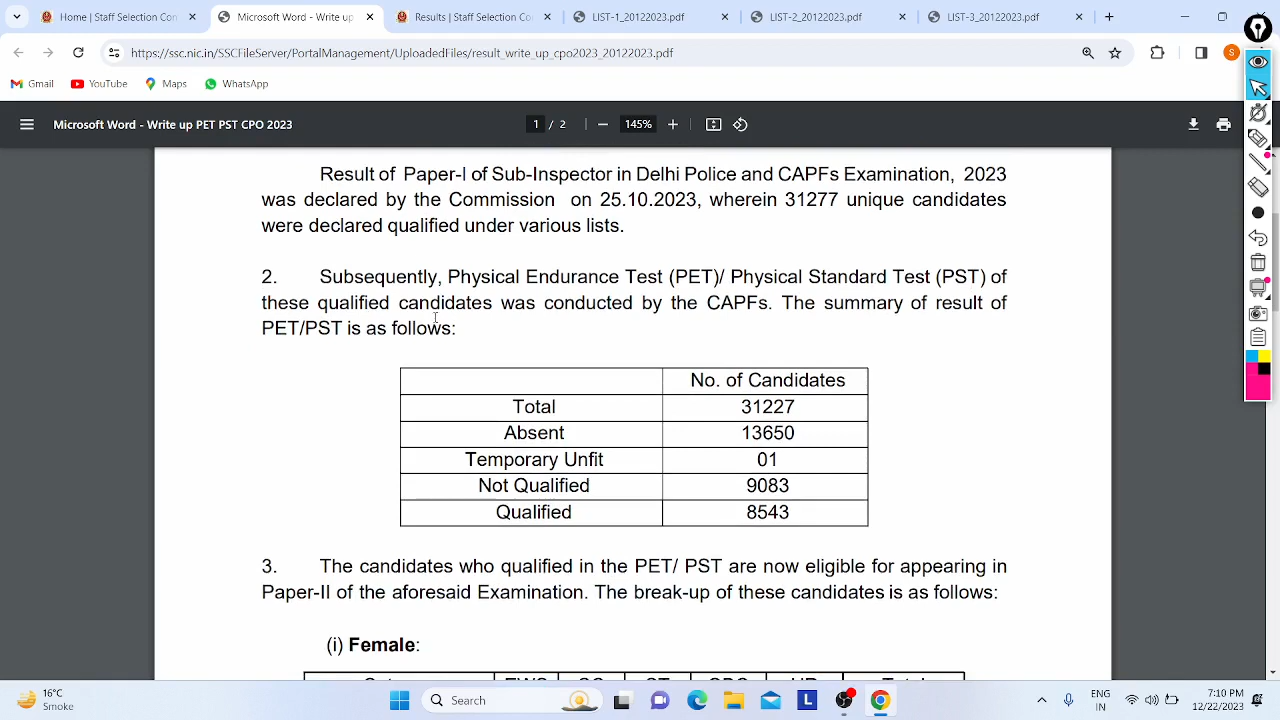 Home | Staff Selection Com
Microsoft Word - Write up PET
Results | Staff Selection Com
LIST-1_20122023.pdf
LIST-2_20122023.pdf
LIST-3_20122023.pdf
https://ssc.nic.in/SSCFileServer/PortalManagement/UploadedFiles/result_write_up_cpo2023_20122023.pdf
S
Gmail
YouTube
Maps
WhatsApp
Microsoft Word - Write up PET PST CPO 2023
1 / 2
145%
Result of Paper-I of Sub-Inspector in Delhi Police and CAPFs Examination, 2023
was declared by the Commission on 25.10.2023, wherein 31277 unique candidates
were declared qualified under various lists.
2. Subsequently, Physical Endurance Test (PET)/ Physical Standard Test (PST) of
these qualified candidates was conducted by the CAPFs. The summary of result of
PET/PST is as follows:
No. of Candidates
Total 31227
Absent 13650
Temporary Unfit 01
Not Qualified 9083
Qualified 8543
3. The candidates who qualified in the PET/ PST are now eligible for appearing in
Paper-II of the aforesaid Examination. The break-up of these candidates is as follows:
(i) Female:
16°C
Smoke
Search
L
ENG
IN
7:10 PM
12/22/2023